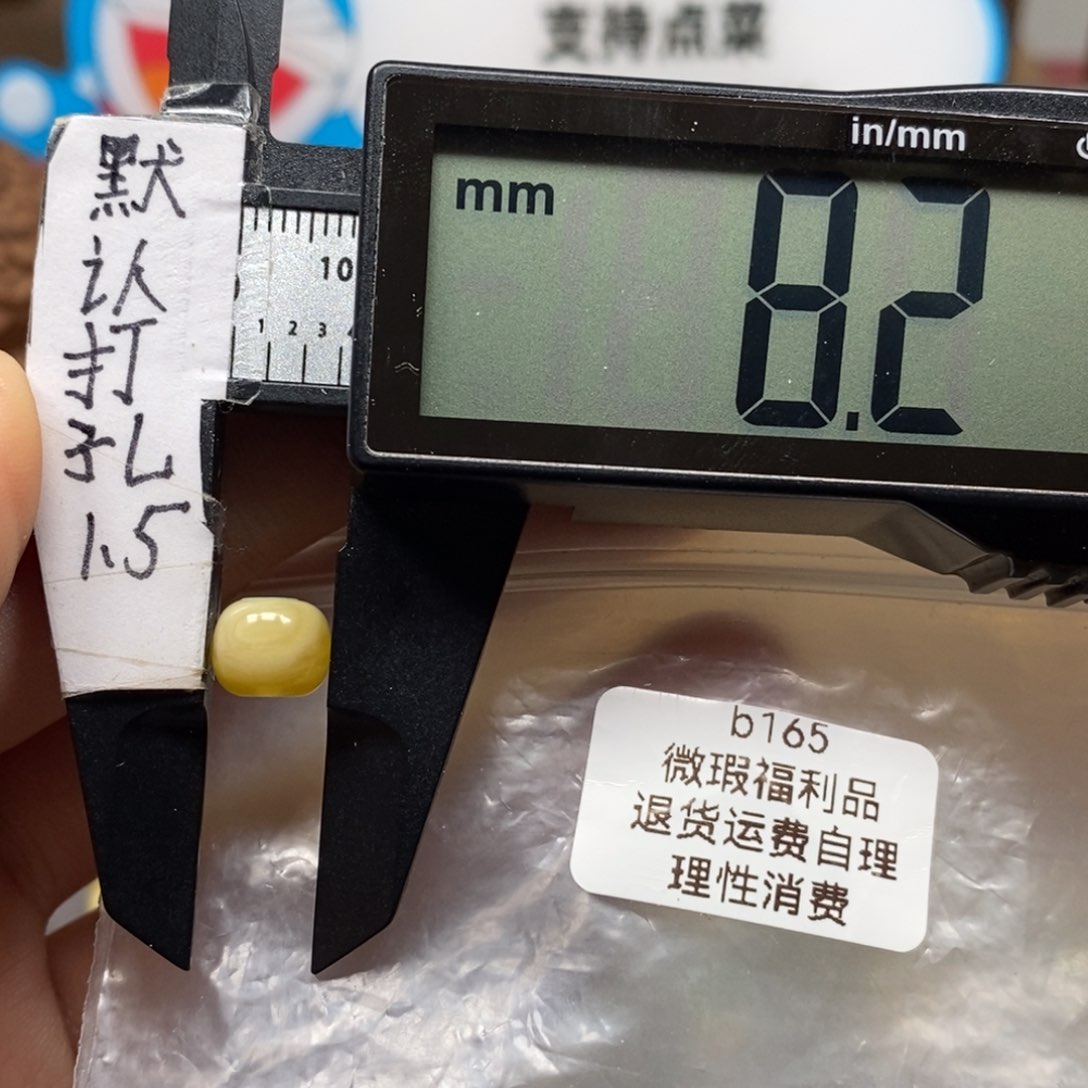 支持点菜
in/mm
mm
8.2
10
1 2 3
默
认
打
孔
1.5
b165
微瑕福利品
退货运费自理
理性消费